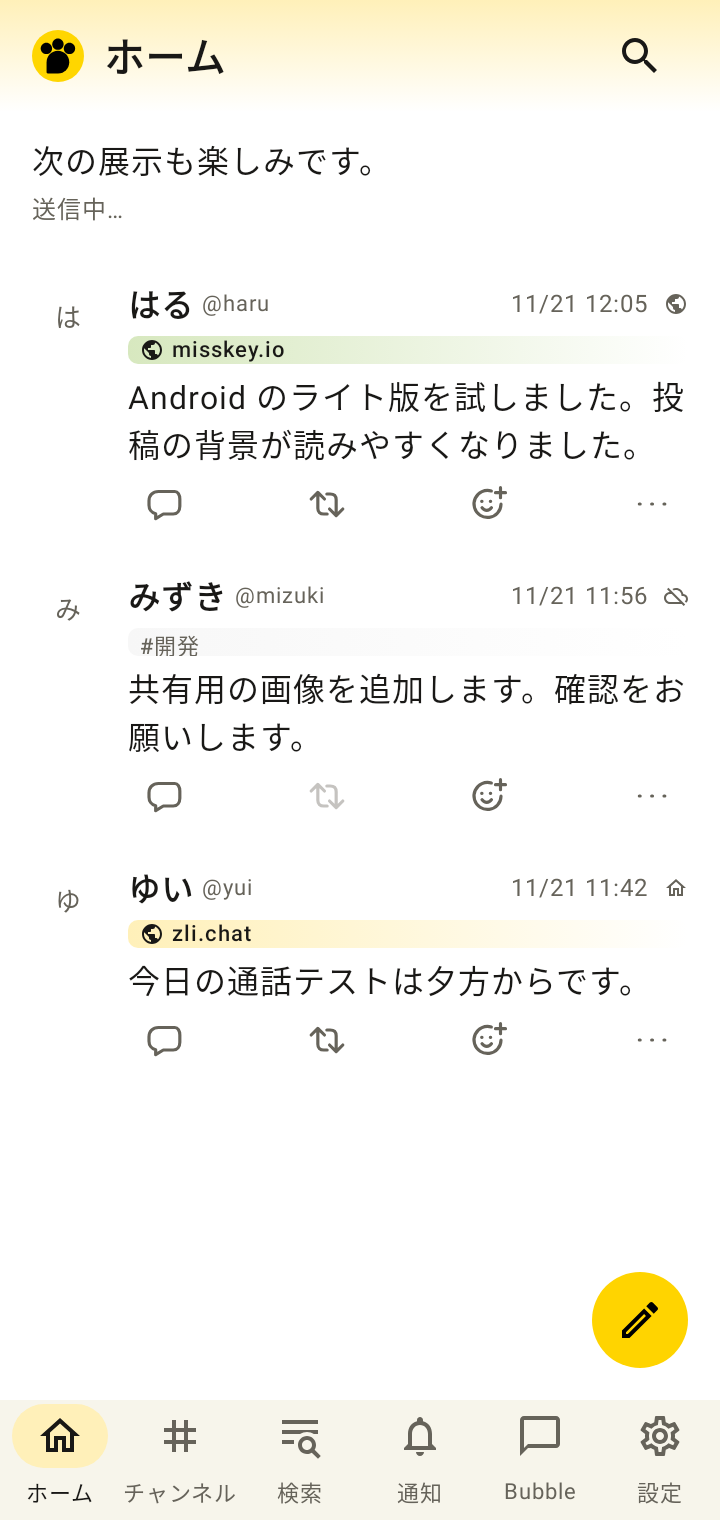 ホーム
次の展示も楽しみです。
送信中…
は
はる @haru 11/21 12:05
misskey.io
Android のライト版を試しました。投
稿の背景が読みやすくなりました。
み
みずき @mizuki 11/21 11:56
#開発
共有用の画像を追加します。確認をお
願いします。
ゆ
ゆい @yui 11/21 11:42
zli.chat
今日の通話テストは夕方からです。
ホーム チャンネル 検索 通知 Bubble 設定